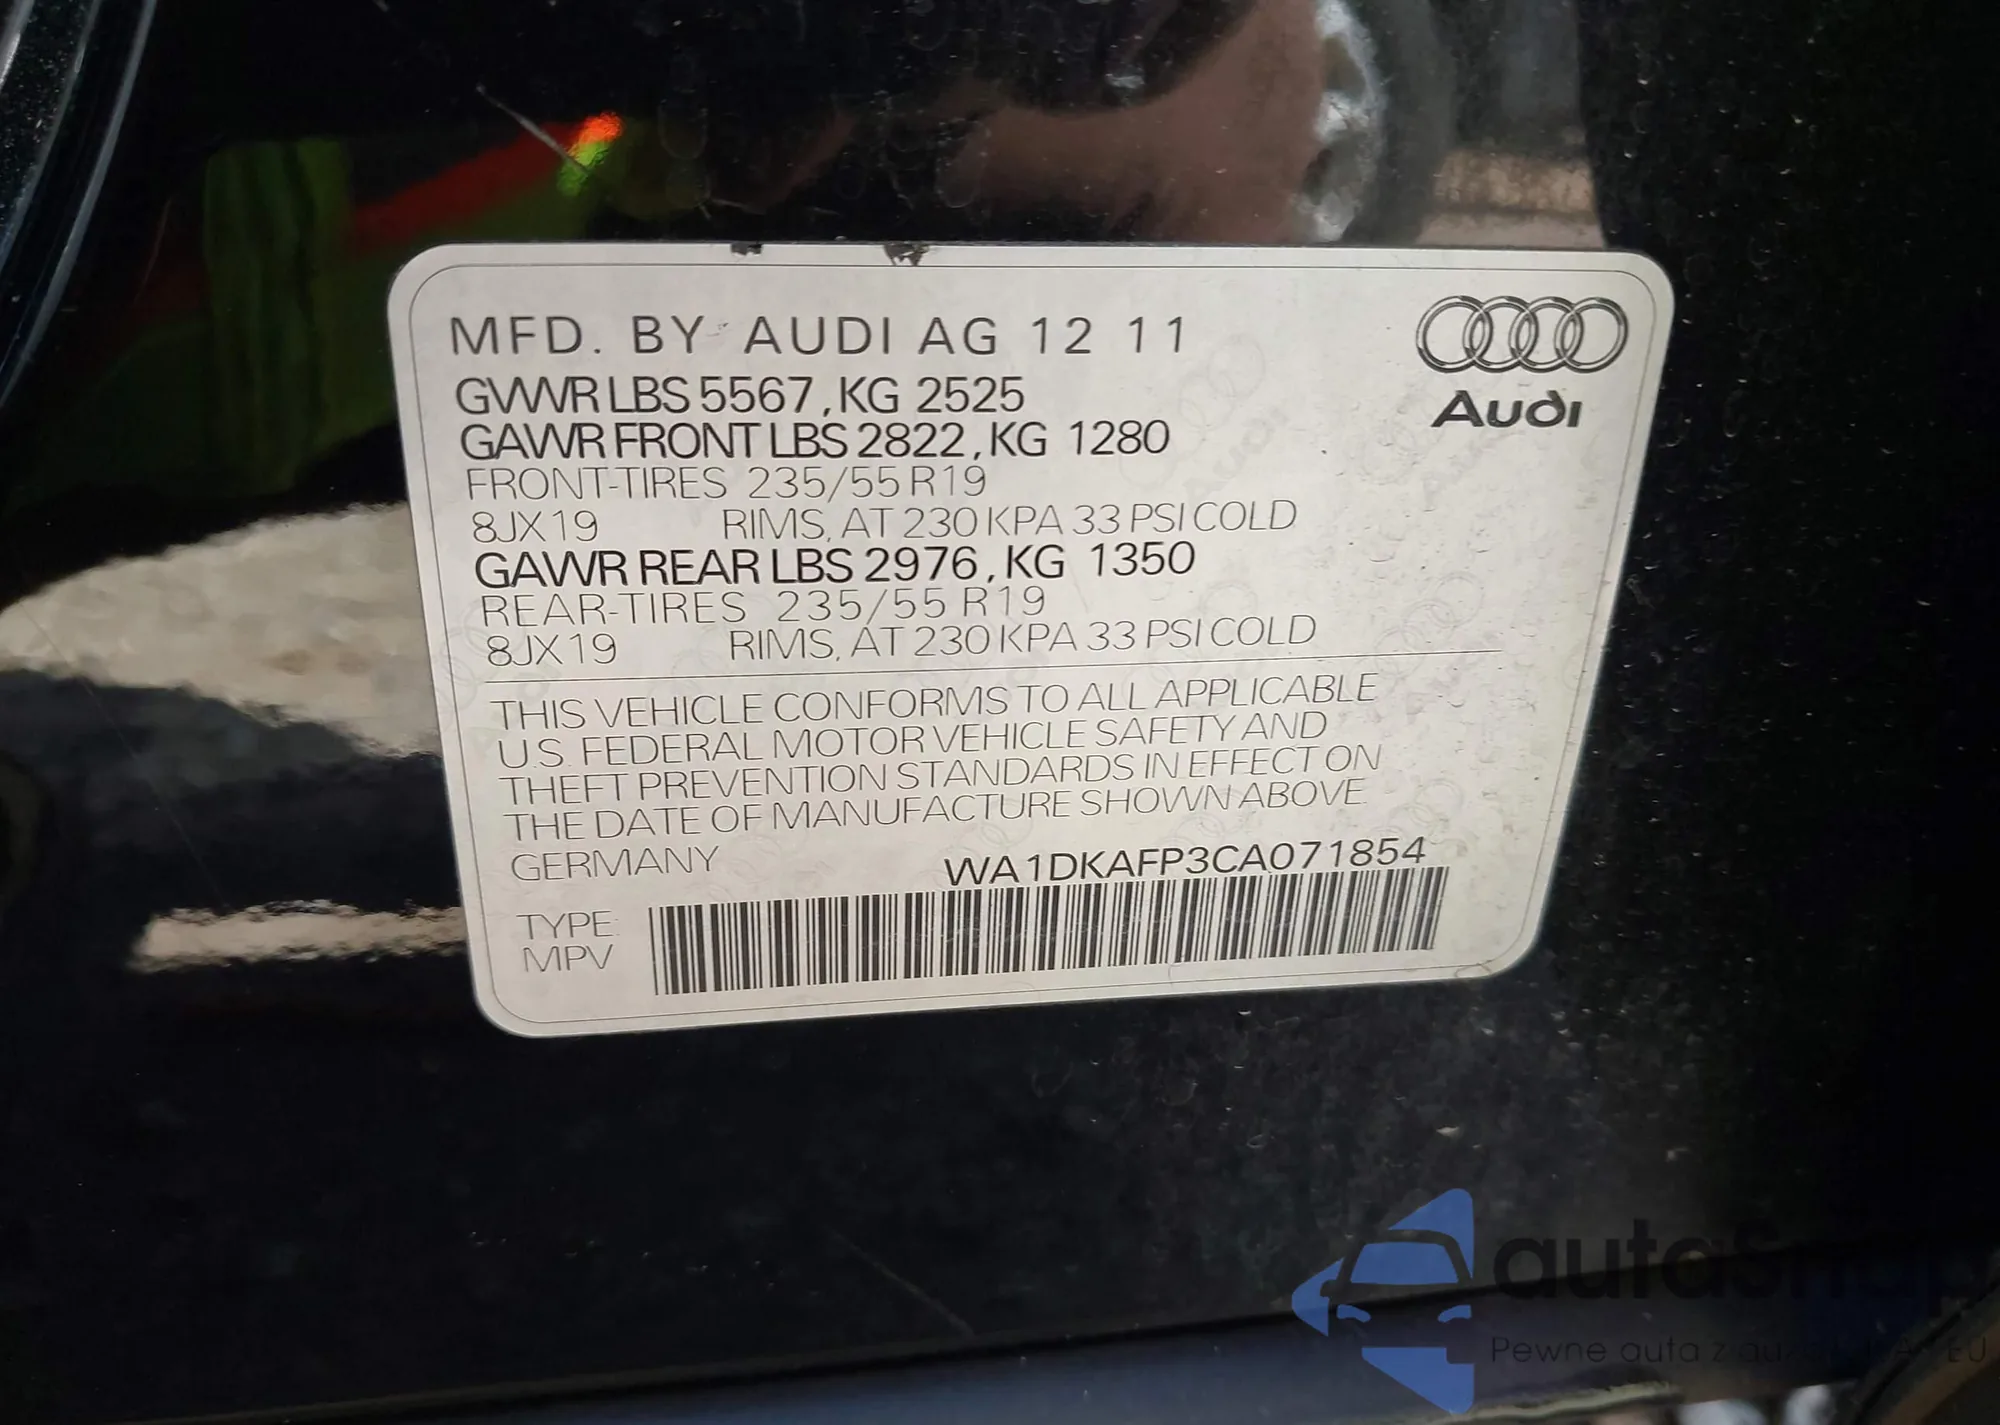 MFD. BY AUDI AG 12 11
GVWR LBS 5567, KG 2525
GAWR FRONT LBS 2822, KG 1280
FRONT-TIRES 235/55 R19
8JX19 RIMS, AT 230 KPA 33 PSI COLD
GAWR REAR LBS 2976, KG 1350
REAR-TIRES 235/55 R19
8JX19 RIMS, AT 230 KPA 33 PSI COLD
Audi
THIS VEHICLE CONFORMS TO ALL APPLICABLE
U.S. FEDERAL MOTOR VEHICLE SAFETY AND
THEFT PREVENTION STANDARDS IN EFFECT ON
THE DATE OF MANUFACTURE SHOWN ABOVE.
GERMANY WA1DKAFP3CA071854
TYPE:
MPV
Pewne auta z EU